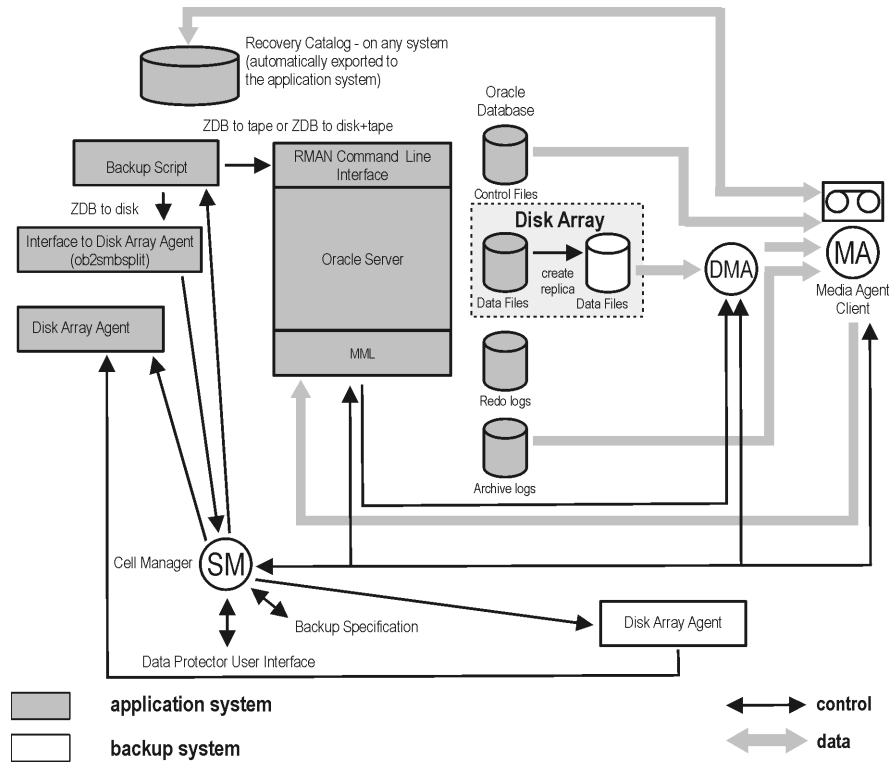 Recovery Catalog - on any system
(automatically exported to
the application system)
Oracle
Database
ZDB to tape or ZDB to disk+tape
Backup Script
RMAN Command Line
Interface
Control Files
ZDB to disk
Disk Array
Interface to Disk Array Agent
(ob2smbsplit)
Oracle Server
create
replica
DMA
MA
Data Files
Data Files
Media Agent
Client
Disk Array Agent
MML
Redo logs
Archive logs
Cell Manager
SM
Backup Specification
Disk Array Agent
Data Protector User Interface
application system
control
backup system
data